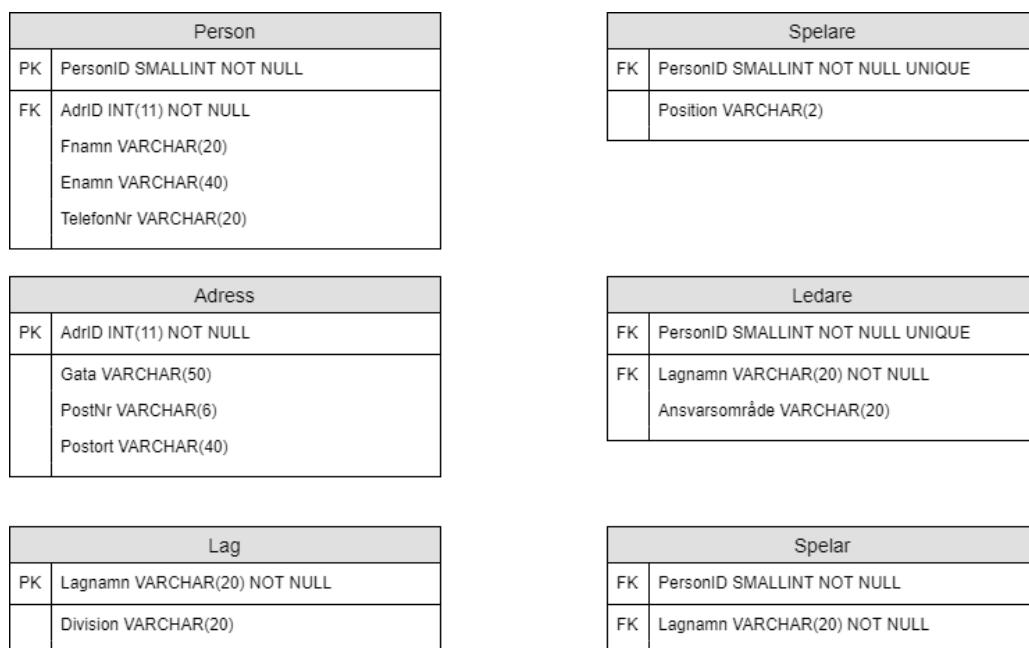 Person
PK PersonID SMALLINT NOT NULL
FK AdrID INT(11) NOT NULL
Fnamn VARCHAR(20)
Enamn VARCHAR(40)
TelefonNr VARCHAR(20)
Spelare
FK PersonID SMALLINT NOT NULL UNIQUE
Position VARCHAR(2)
Adress
PK AdrID INT(11) NOT NULL
Gata VARCHAR(50)
PostNr VARCHAR(6)
Postort VARCHAR(40)
Ledare
FK PersonID SMALLINT NOT NULL UNIQUE
FK Lagnamn VARCHAR(20) NOT NULL
Ansvarsområde VARCHAR(20)
Lag
PK Lagnamn VARCHAR(20) NOT NULL
Division VARCHAR(20)
Spelar
FK PersonID SMALLINT NOT NULL
FK Lagnamn VARCHAR(20) NOT NULL